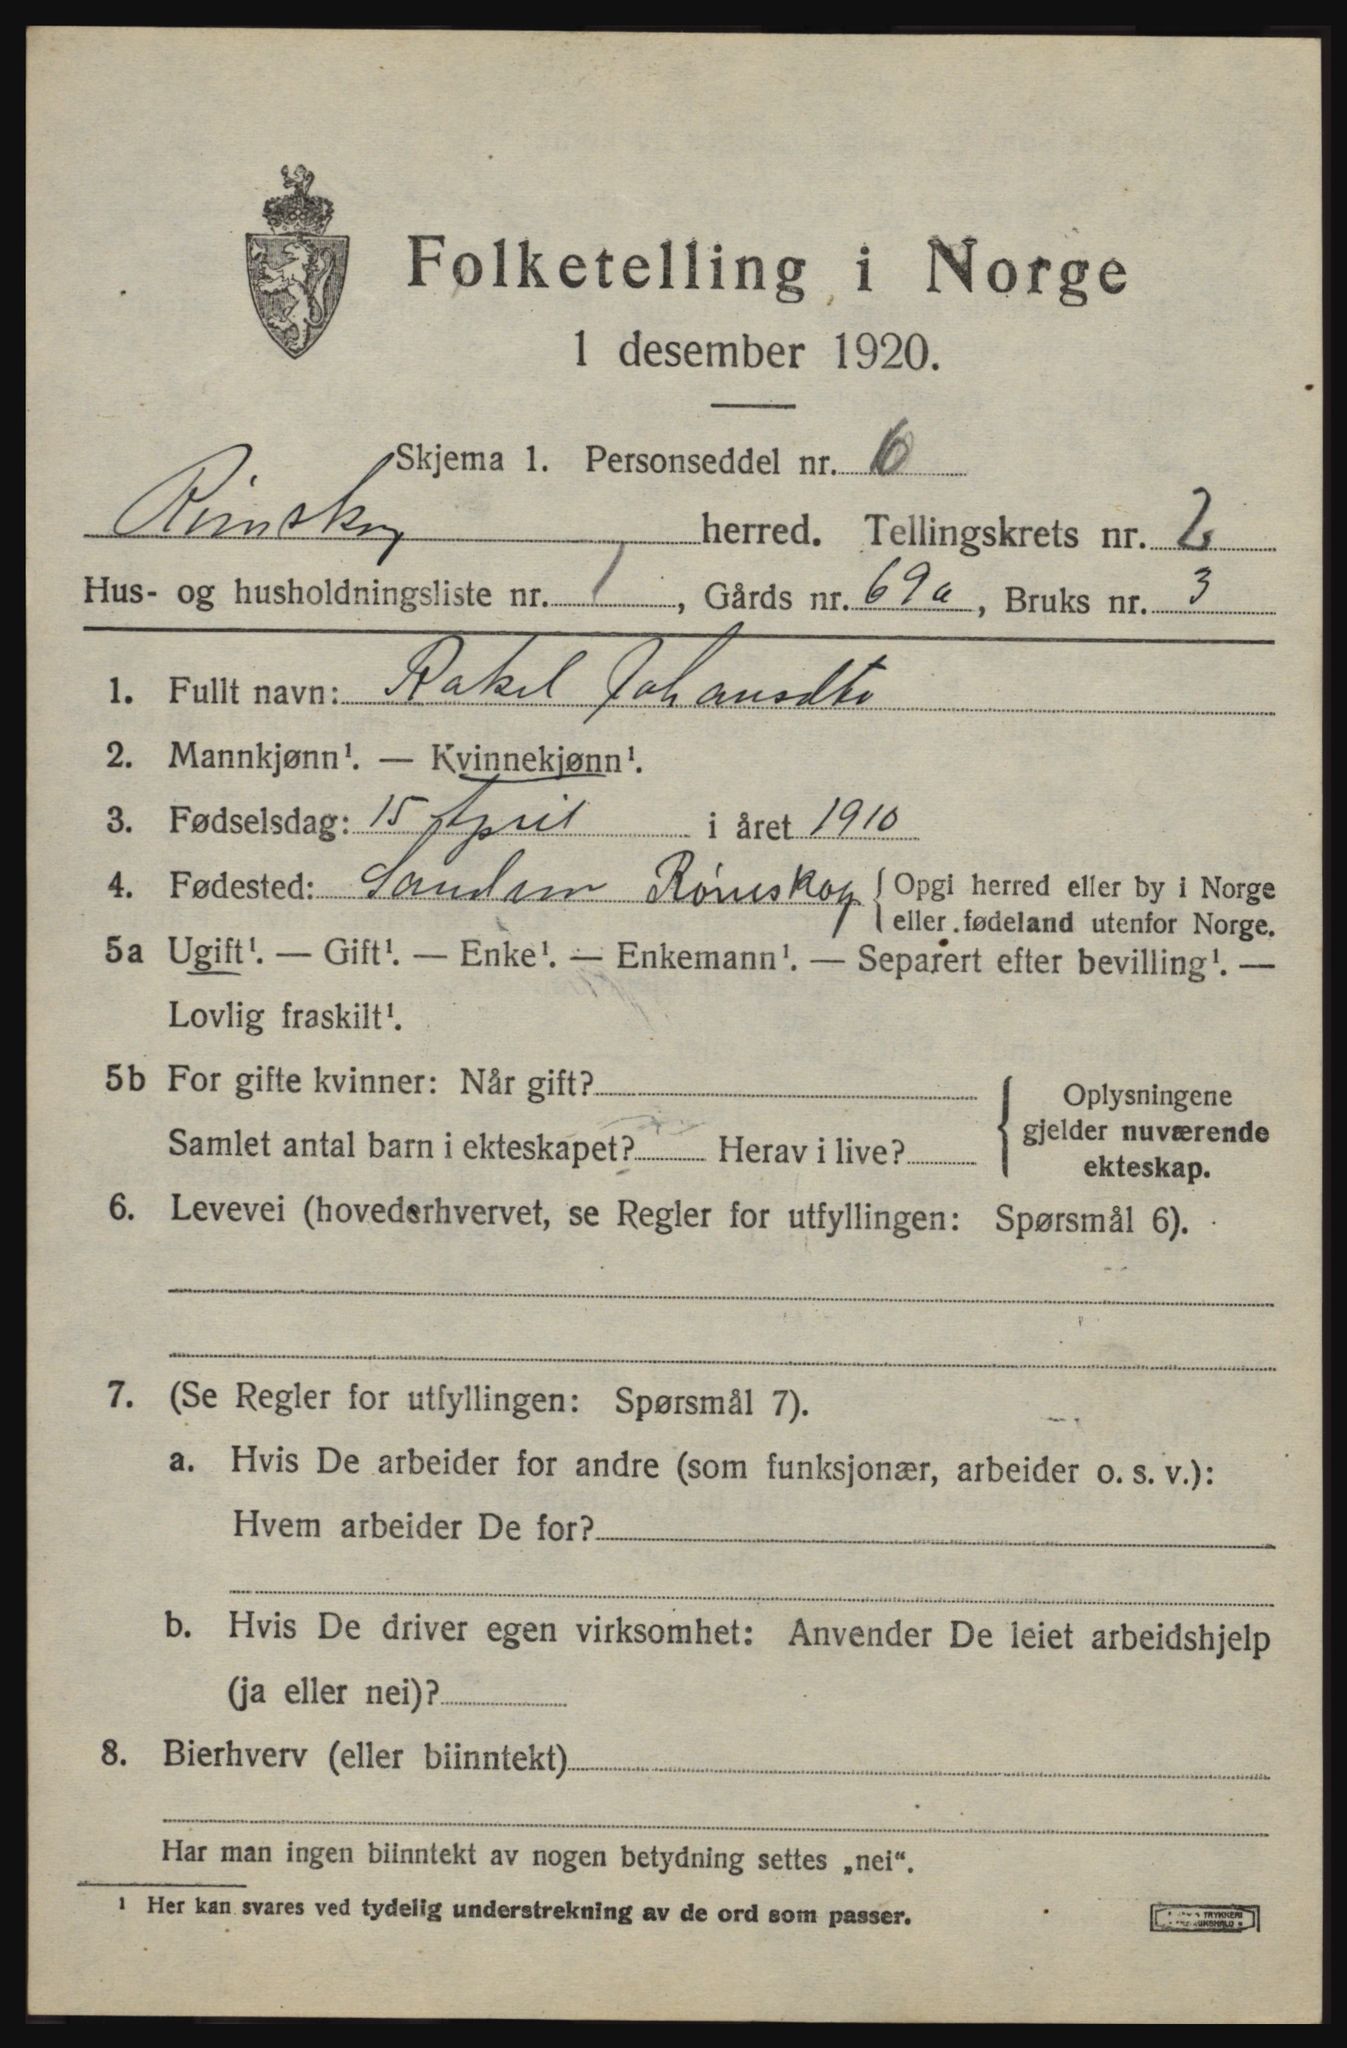 Folketelling i Norge
1 desember 1920.
Skjema 1. Personseddel nr. 6
Rømskog herred. Tellingskrets nr. 2
Hus- og husholdningsliste nr. 1, Gårds nr. 69a, Bruks nr. 3
1. Fullt navn: Rakel Johansdtr
2. Mannkjønn¹. — Kvinnekjønn¹.
3. Fødselsdag: 15 April i året 1910
4. Fødested: Sandem Rømskog { Opgi herred eller by i Norge
eller fødeland utenfor Norge.
5a Ugift¹. — Gift¹. — Enke¹. — Enkemann¹. — Separert efter bevilling¹. —
Lovlig fraskilt¹.
5b For gifte kvinner: Når gift?
Samlet antal barn i ekteskapet? Herav i live?
{ Oplysningene
gjelder nuværende
ekteskap.
6. Levevei (hovederhvervet, se Regler for utfyllingen: Spørsmål 6).
7. (Se Regler for utfyllingen: Spørsmål 7).
a. Hvis De arbeider for andre (som funksjonær, arbeider o. s. v.):
Hvem arbeider De for?
b. Hvis De driver egen virksomhet: Anvender De leiet arbeidshjelp
(ja eller nei)?
8. Bierhverv (eller biinntekt)
Har man ingen biinntekt av nogen betydning settes „nei“.
¹ Her kan svares ved tydelig understrekning av de ord som passer.
TRYKKERI